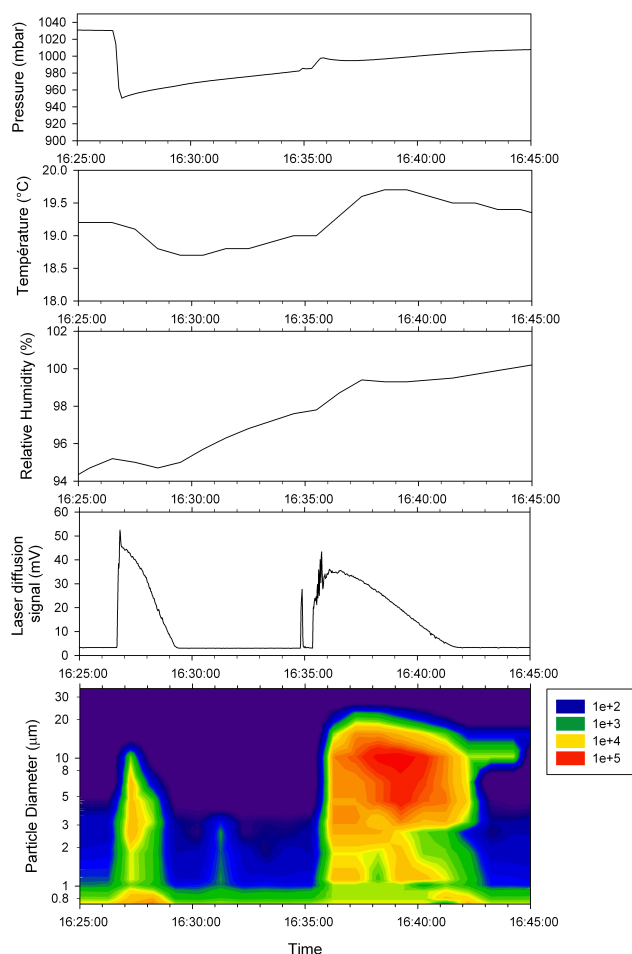 Pressure (mbar)
1040
1020
1000
980
960
940
920
900
16:25:00 16:30:00 16:35:00 16:40:00 16:45:00
Température (°C)
20.0
19.5
19.0
18.5
18.0
16:25:00 16:30:00 16:35:00 16:40:00 16:45:00
Relative Humidity (%)
102
100
98
96
94
16:25:00 16:30:00 16:35:00 16:40:00 16:45:00
Laser diffusion
signal (mV)
60
50
40
30
20
10
0
16:25:00 16:30:00 16:35:00 16:40:00 16:45:00
Particle Diameter (μm)
30
20
10
8
5
3
2
1
0.8
16:25:00 16:30:00 16:35:00 16:40:00 16:45:00
Time
1e+2
1e+3
1e+4
1e+5